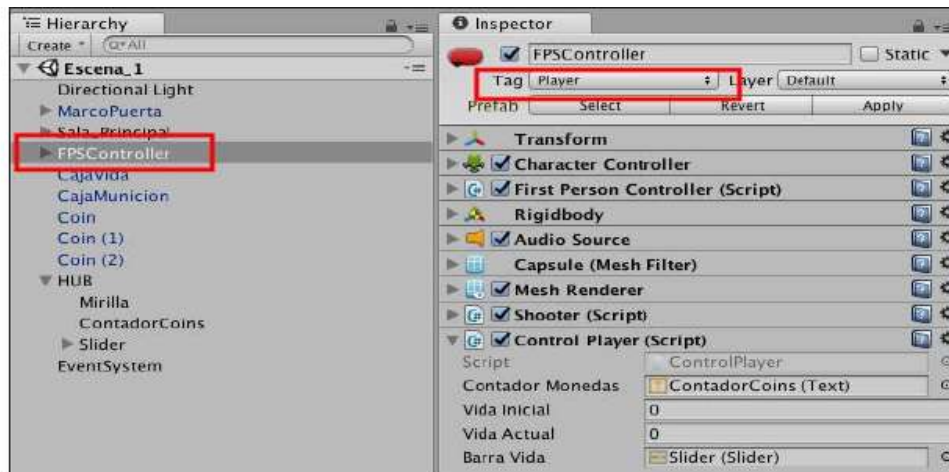 Hierarchy
Create
All
Escena_1
Directional Light
MarcoPuerta
Sala_Principal
FPSController
CajaVida
CajaMunicion
Coin
Coin (1)
Coin (2)
HUB
Mirilla
ContadorCoins
Slider
EventSystem
Inspector
FPSController Static
Tag Player Layer Default
Prefab Select Revert Apply
Transform
Character Controller
First Person Controller (Script)
Rigidbody
Audio Source
Capsule (Mesh Filter)
Mesh Renderer
Shooter (Script)
Control Player (Script)
Script ControlPlayer
Contador Monedas ContadorCoins (Text)
Vida Inicial 0
Vida Actual 0
Barra Vida Slider (Slider)